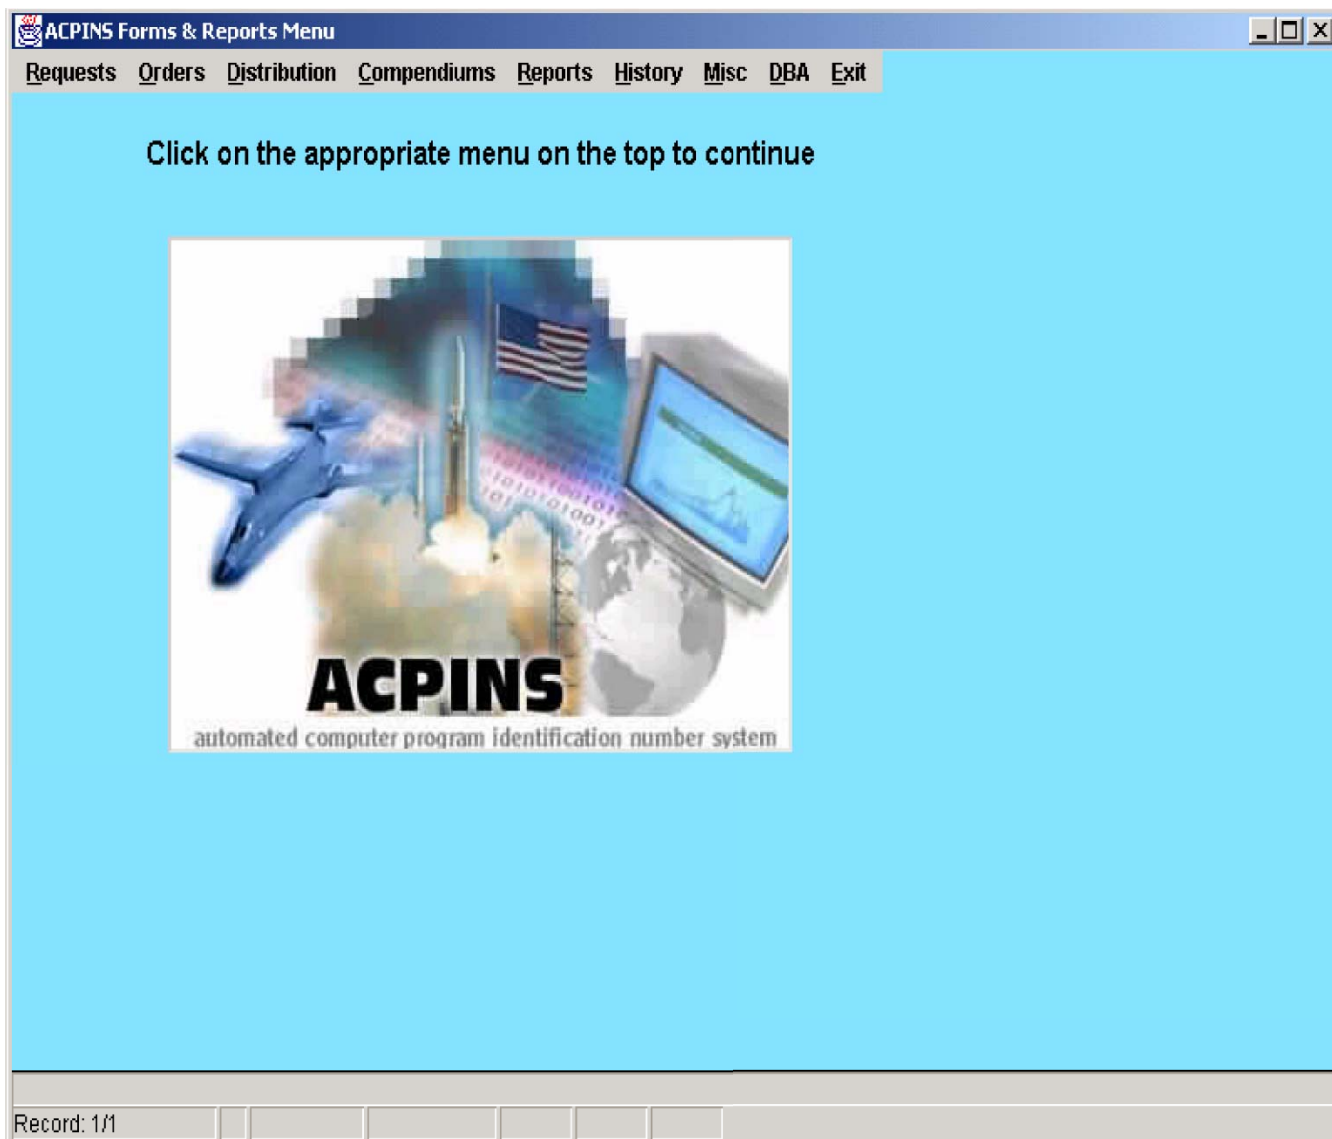 ACPINS Forms & Reports Menu
Requests Orders Distribution Compendiums Reports History Misc DBA Exit
Click on the appropriate menu on the top to continue
ACPINS
automated computer program identification number system
Record: 1/1